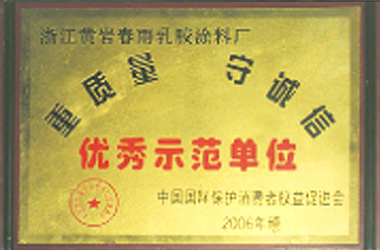 浙江黄岩春雨乳胶涂料厂
重质量 守诚信
优秀示范单位
中国国际保护消费者权益促进会
2006年颁